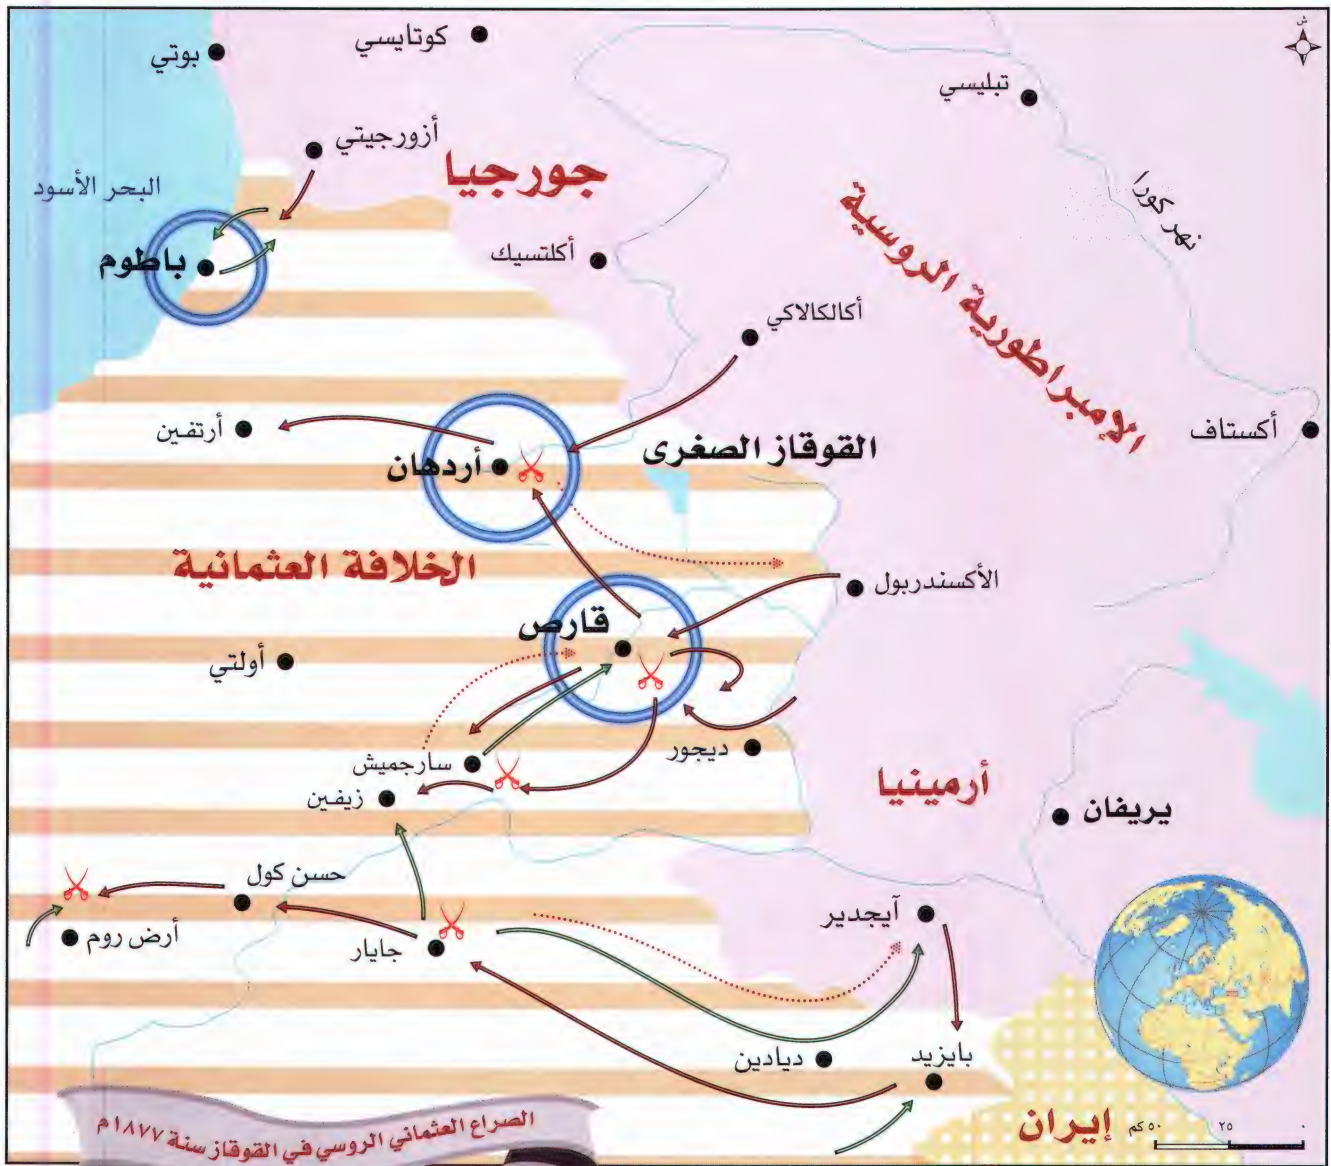 ش
كوتايسي
بوتي
تبليسي
أزورجيتي
جورجيا
البحر الأسود
نهر كورا
الإمبراطورية الروسية
باطوم
أكلتسيك
أكالكالاكي
أرتفين
أكستاف
القوقاز الصغرى
أردهان
الخلافة العثمانية
الأكسندربول
قارص
أولتي
ديجور
سارجميش
زيفين
أرمينيا
يريفان
حسن كول
آيجدير
أرض روم
جايار
ديادين
بايزيد
إيران
٥٠ كم ٢٥ ٠
الصراع العثماني الروسي في القوقاز سنة ١٨٧٧م